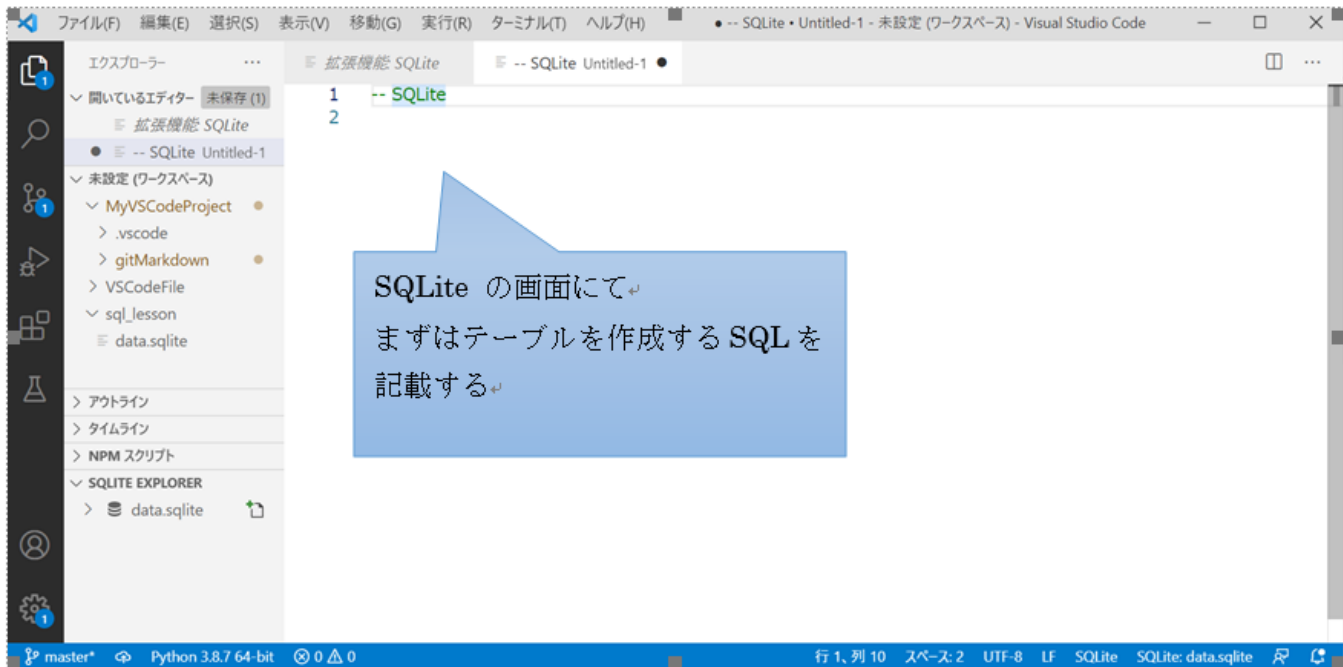 ファイル(F) 編集(E) 選択(S) 表示(V) 移動(G) 実行(R) ターミナル(T) ヘルプ(H) ● -- SQLite • Untitled-1 - 未設定 (ワークスペース) - Visual Studio Code
エクスプローラー ···
拡張機能: SQLite
-- SQLite Untitled-1 ●
開いているエディター 未保存 (1)
拡張機能: SQLite
● -- SQLite Untitled-1
未設定 (ワークスペース)
MyVSCodeProject
.vscode
gitMarkdown
VSCodeFile
sql_lesson
data.sqlite
アウトライン
タイムライン
NPM スクリプト
SQLITE EXPLORER
data.sqlite
1 -- SQLite
2
SQLite の画面にて
まずはテーブルを作成する SQL を
記載する
1
1
1
master* Python 3.8.7 64-bit 0 0 行 1、列 10 スペース: 2 UTF-8 LF SQLite SQLite: data.sqlite